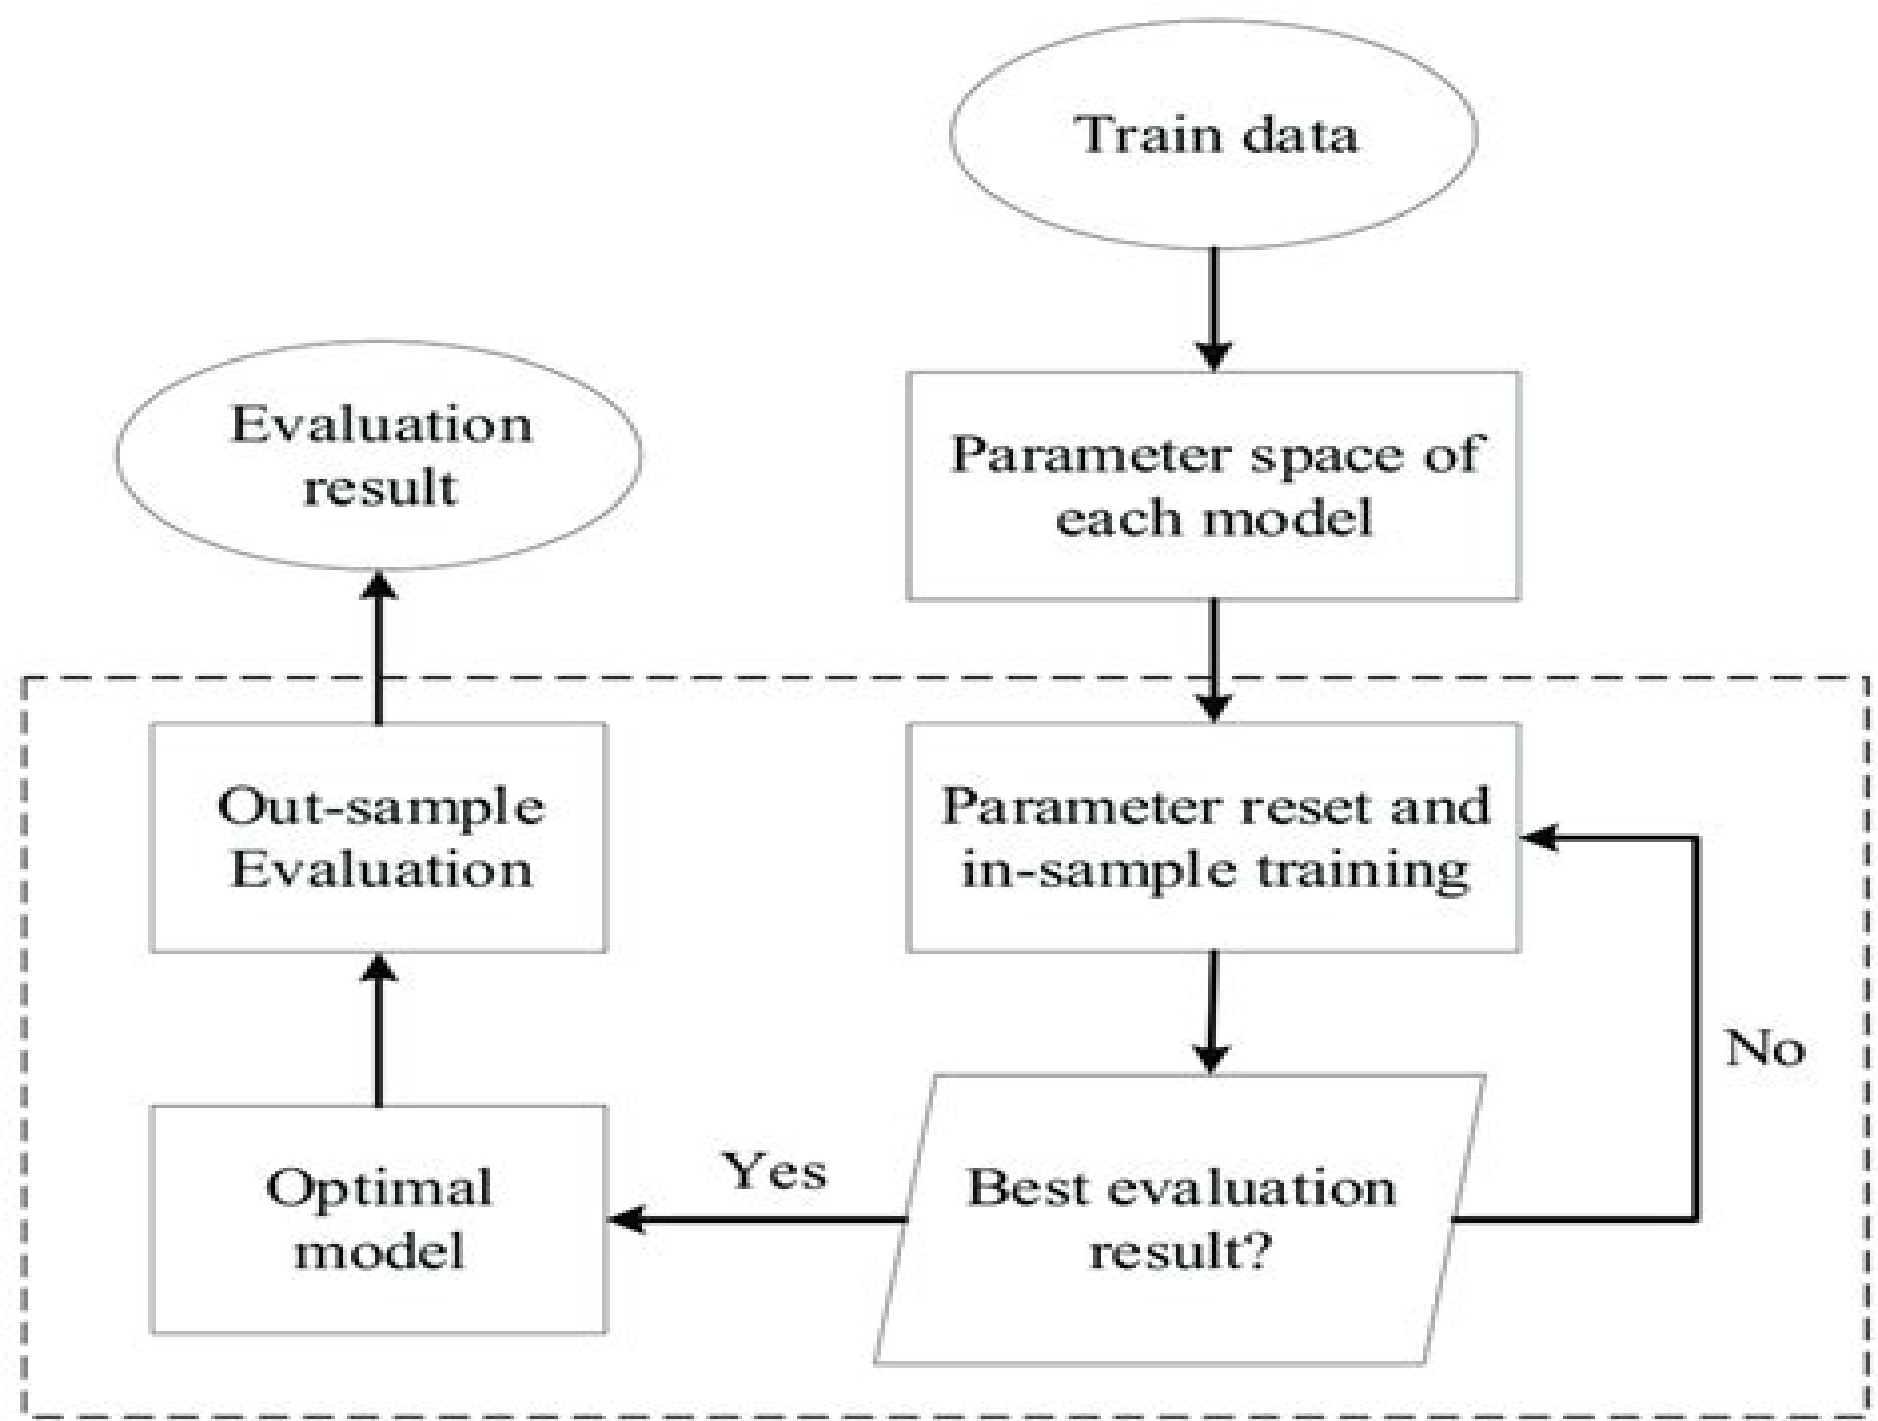 Train data
Parameter space of
each model
Parameter reset and
in-sample training
Best evaluation
result?
No
Yes
Optimal
model
Out-sample
Evaluation
Evaluation
result